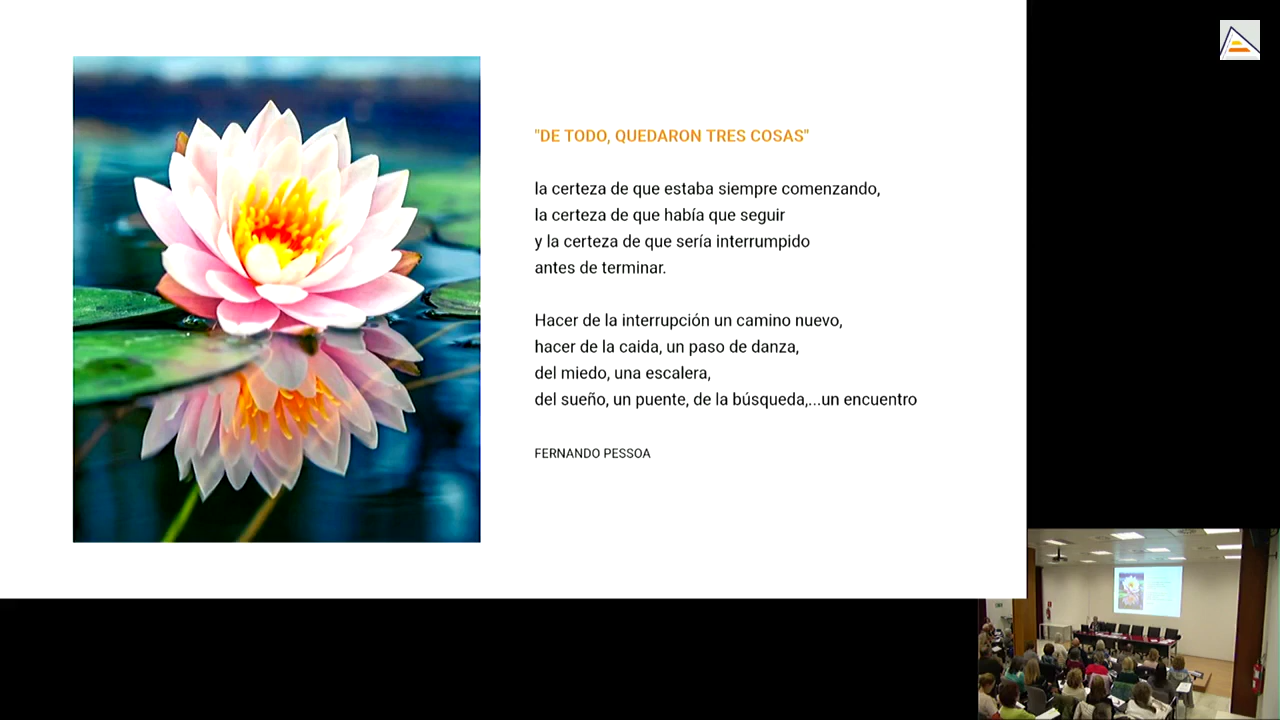 "DE TODO, QUEDARON TRES COSAS"
la certeza de que estaba siempre comenzando,
la certeza de que había que seguir
y la certeza de que sería interrumpido
antes de terminar.
Hacer de la interrupción un camino nuevo,
hacer de la caida, un paso de danza,
del miedo, una escalera,
del sueño, un puente, de la búsqueda,...un encuentro
FERNANDO PESSOA